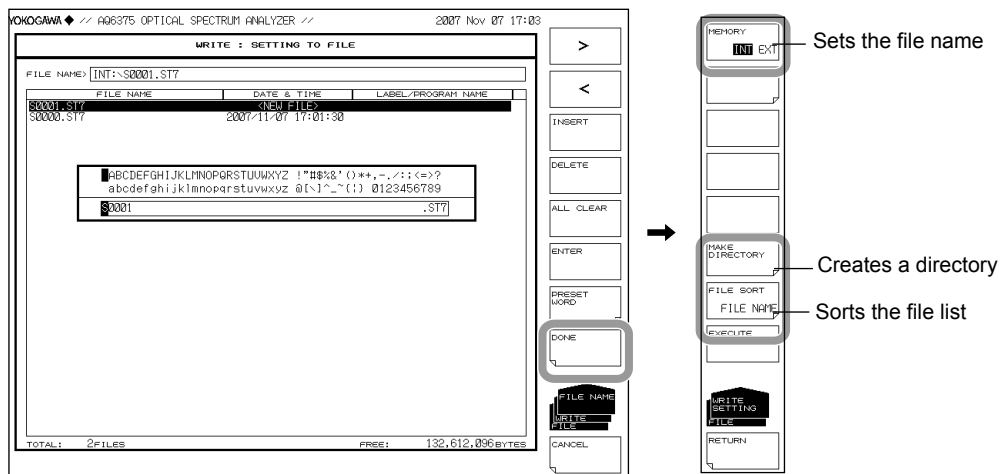 YOKOGAWA ◆ // AQ6375 OPTICAL SPECTRUM ANALYZER // 2007 Nov 07 17:03
WRITE : SETTING TO FILE
FILE NAME> INT:\S0001.ST7
FILE NAME DATE & TIME LABEL/PROGRAM NAME
S0001.ST7 <NEW FILE>
S0000.ST7 2007/11/07 17:01:30
ABCDEFGHIJKLMNOPQRSTUVWXYZ !"#$%&'()*+,-./:;<=>?
abcdefghijklmnopqrstuvwxyz @[\]^_~{¦} 0123456789
S0001 .ST7
TOTAL: 2FILES FREE: 132,612,096BYTES
>
<
INSERT
DELETE
ALL CLEAR
ENTER
PRESET
WORD
DONE
FILE NAME
WRITE
FILE
CANCEL
MEMORY
INT EXT
Sets the file name
MAKE
DIRECTORY
Creates a directory
FILE SORT
FILE NAME
Sorts the file list
EXECUTE
WRITE
SETTING
FILE
RETURN